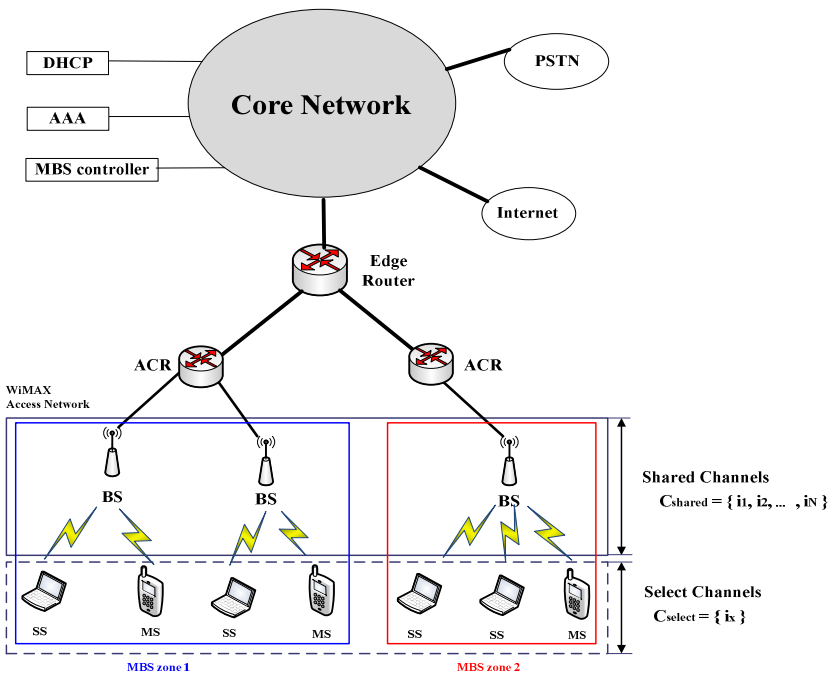 DHCP
PSTN
Core Network
AAA
MBS controller
Internet
Edge
Router
ACR
ACR
WiMAX
Access Network
BS
BS
BS
Shared Channels
Cshared = { i1, i2, ... , iN }
Select Channels
Cselect = { ix }
SS
MS
SS
MS
SS
SS
MS
MBS zone 1
MBS zone 2